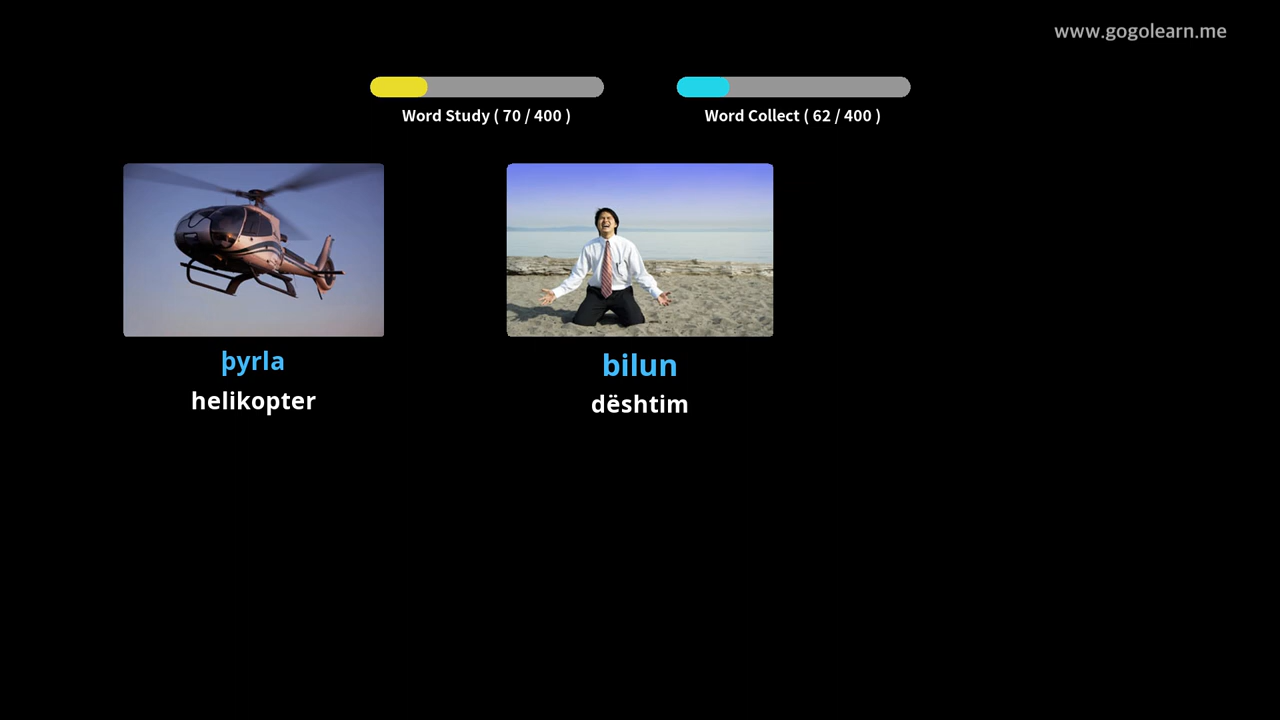 www.gogolearn.me
Word Study ( 70 / 400 )
Word Collect ( 62 / 400 )
þyrla
helikopter
bilun
dështim